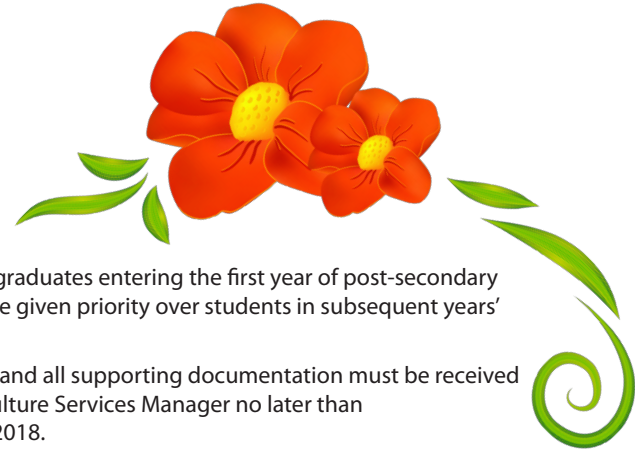 graduates entering the first year of post-secondary
given priority over students in subsequent years’
and all supporting documentation must be received
ulture Services Manager no later than
2018.